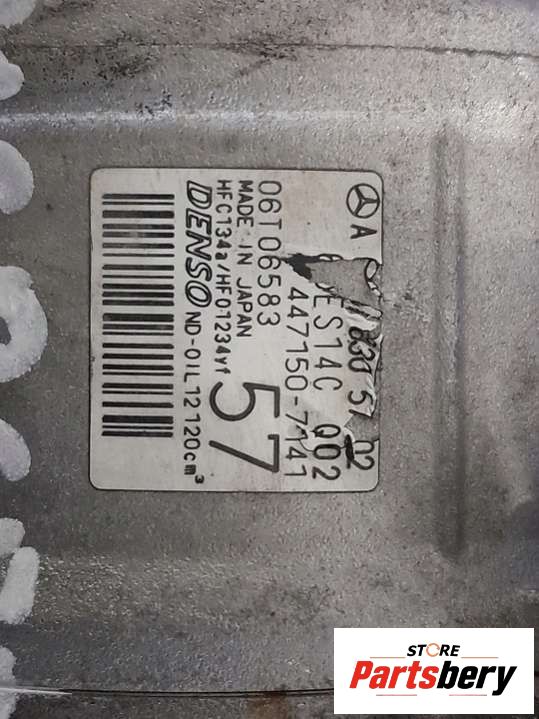 A 830 51 02
ES14C Q02
447150-7141
06T06583
MADE IN JAPAN
HFC134a/HFO1234yf
57
DENSO ND-OIL12 120cm³
STORE
Partsbery